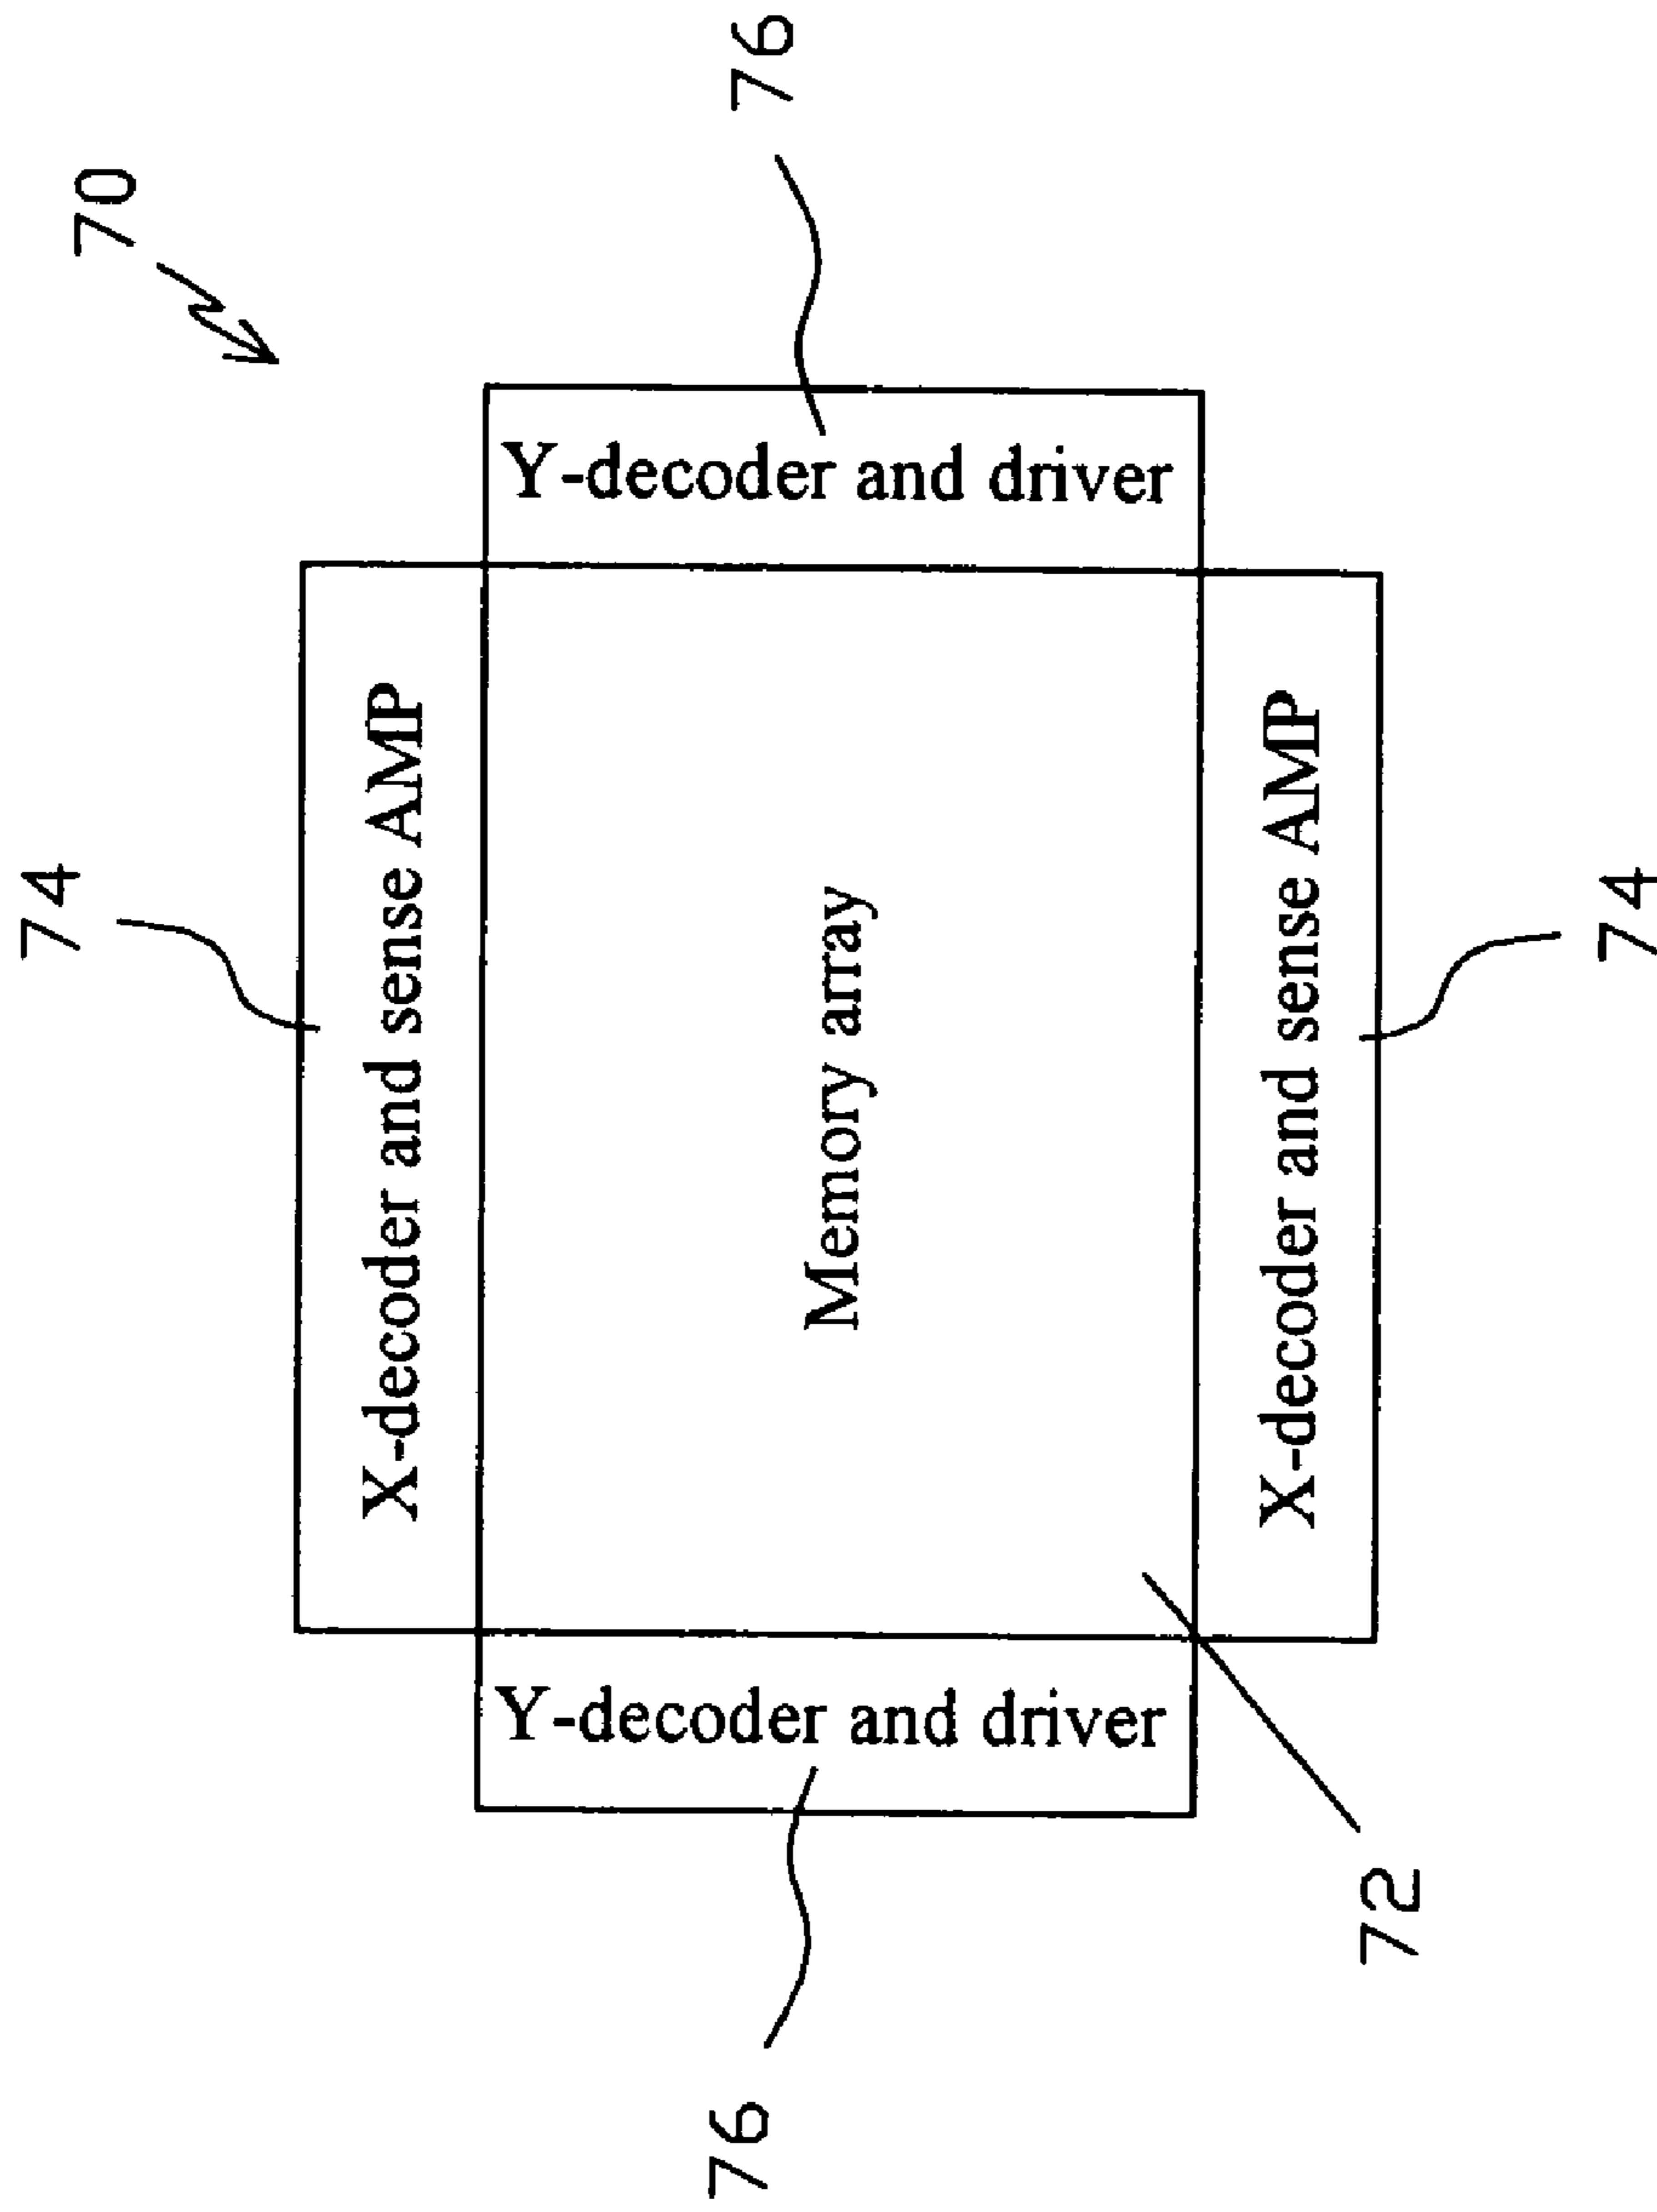 74
70
X-decoder and sense AMP
76
Y-decoder and driver
Memory array
Y-decoder and driver
76
X-decoder and sense AMP
72
74